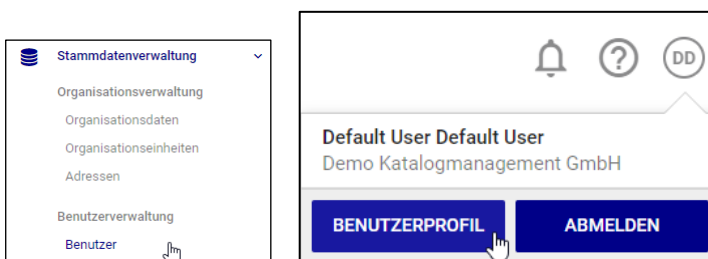 Stammdatenverwaltung
Organisationsverwaltung
Organisationsdaten
Organisationseinheiten
Adressen
Benutzerverwaltung
Benutzer
DD
Default User Default User
Demo Katalogmanagement GmbH
BENUTZERPROFIL
ABMELDEN